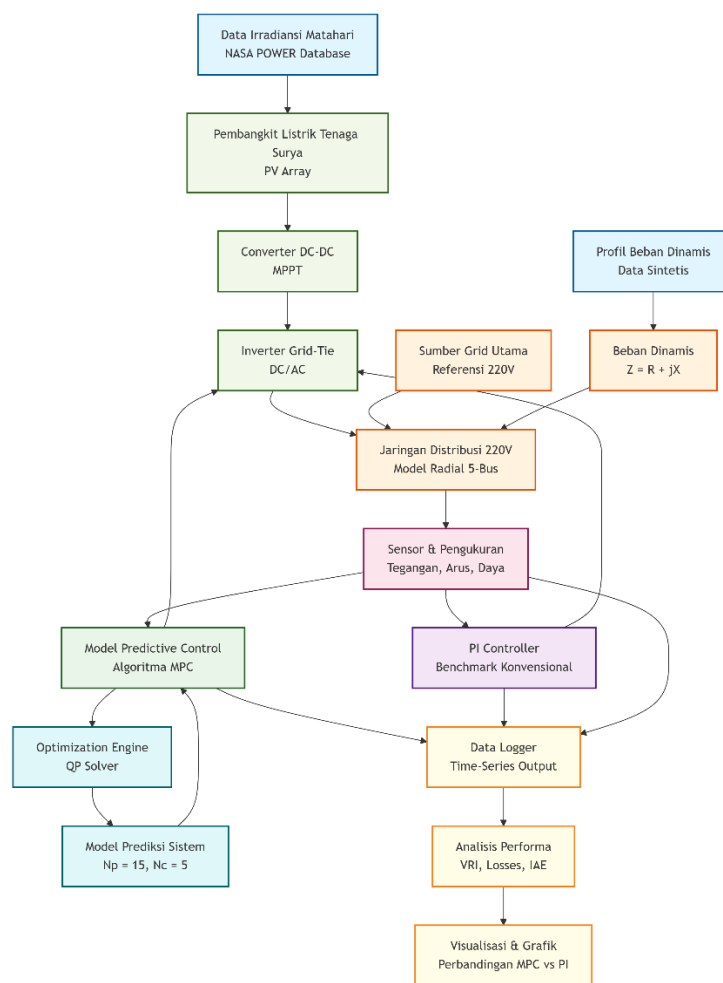 Data Irradiansi Matahari
NASA POWER Database
Pembangkit Listrik Tenaga
Surya
PV Array
Converter DC-DC
MPPT
Profil Beban Dinamis
Data Sintetis
Inverter Grid-Tie
DC/AC
Sumber Grid Utama
Referensi 220V
Beban Dinamis
Z = R + jX
Jaringan Distribusi 220V
Model Radial 5-Bus
Sensor & Pengukuran
Tegangan, Arus, Daya
Model Predictive Control
Algoritma MPC
PI Controller
Benchmark Konvensional
Optimization Engine
QP Solver
Data Logger
Time-Series Output
Model Prediksi Sistem
Np = 15, Nc = 5
Analisis Performa
VRI, Losses, IAE
Visualisasi & Grafik
Perbandingan MPC vs PI